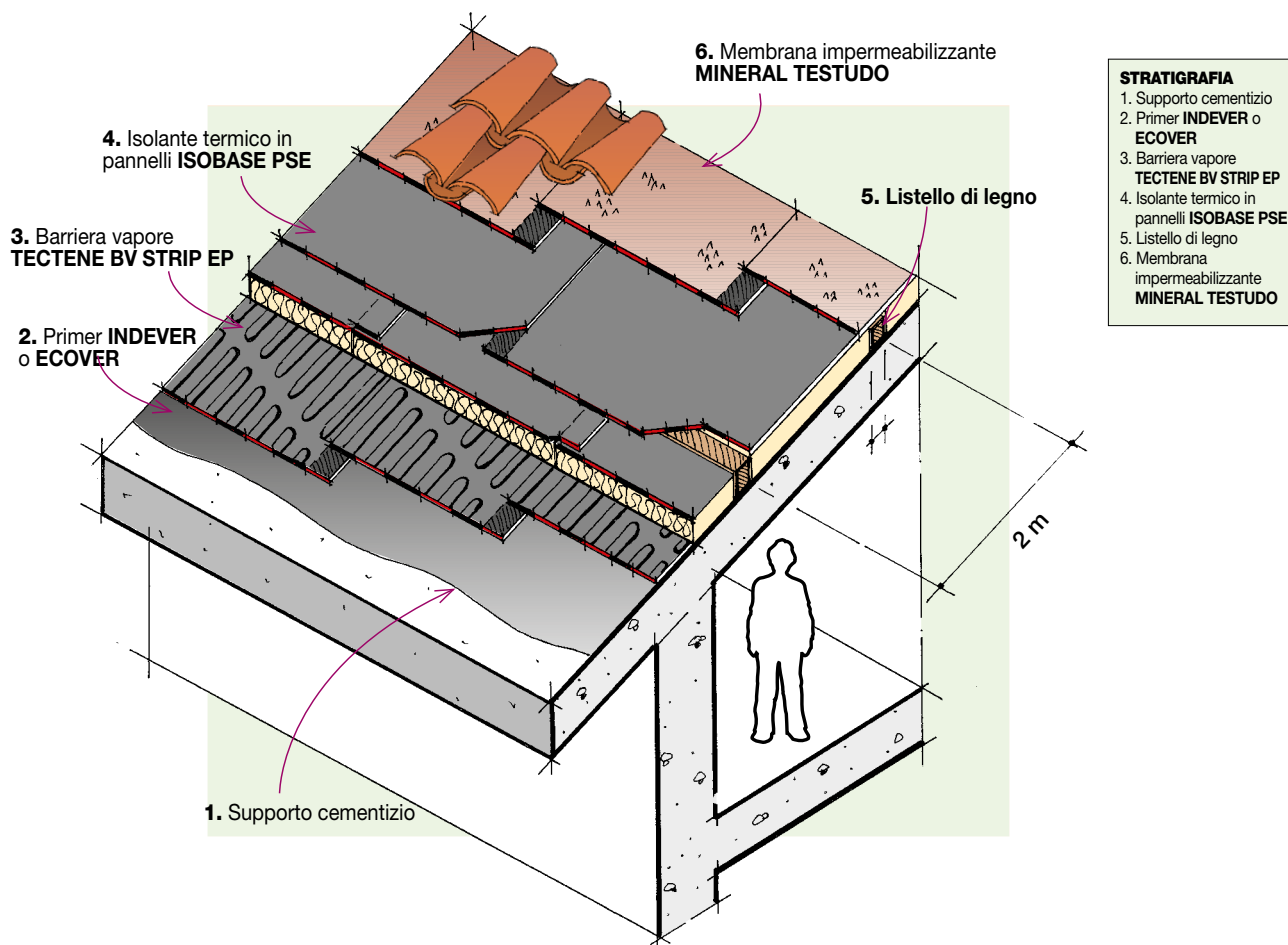 6. Membrana impermeabilizzante
MINERAL TESTUDO
4. Isolante termico in
pannelli ISOBASE PSE
5. Listello di legno
3. Barriera vapore
TECTENE BV STRIP EP
2. Primer INDEVER
o ECOVER
2 m
1. Supporto cementizio
STRATIGRAFIA
1. Supporto cementizio
2. Primer INDEVER o
ECOVER
3. Barriera vapore
TECTENE BV STRIP EP
4. Isolante termico in
pannelli ISOBASE PSE
5. Listello di legno
6. Membrana
impermeabilizzante
MINERAL TESTUDO